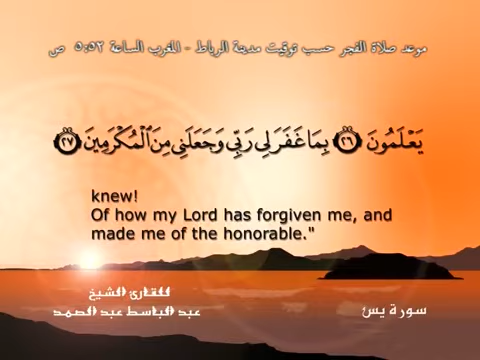 موعد صلاة الفجر حسب توقيت مدينة الرباط - المغرب الساعة ٥:٥٢ ص
يَعْلَمُونَ ﴿٢٦﴾ بِمَا غَفَرَ لِى رَبِّى وَجَعَلَنِى مِنَ ٱلْمُكْرَمِينَ ﴿٢٧﴾
knew!
Of how my Lord has forgiven me, and
made me of the honorable."
للقارئ الشيخ
عبد الباسط عبد الصمد
سورة يسٓ